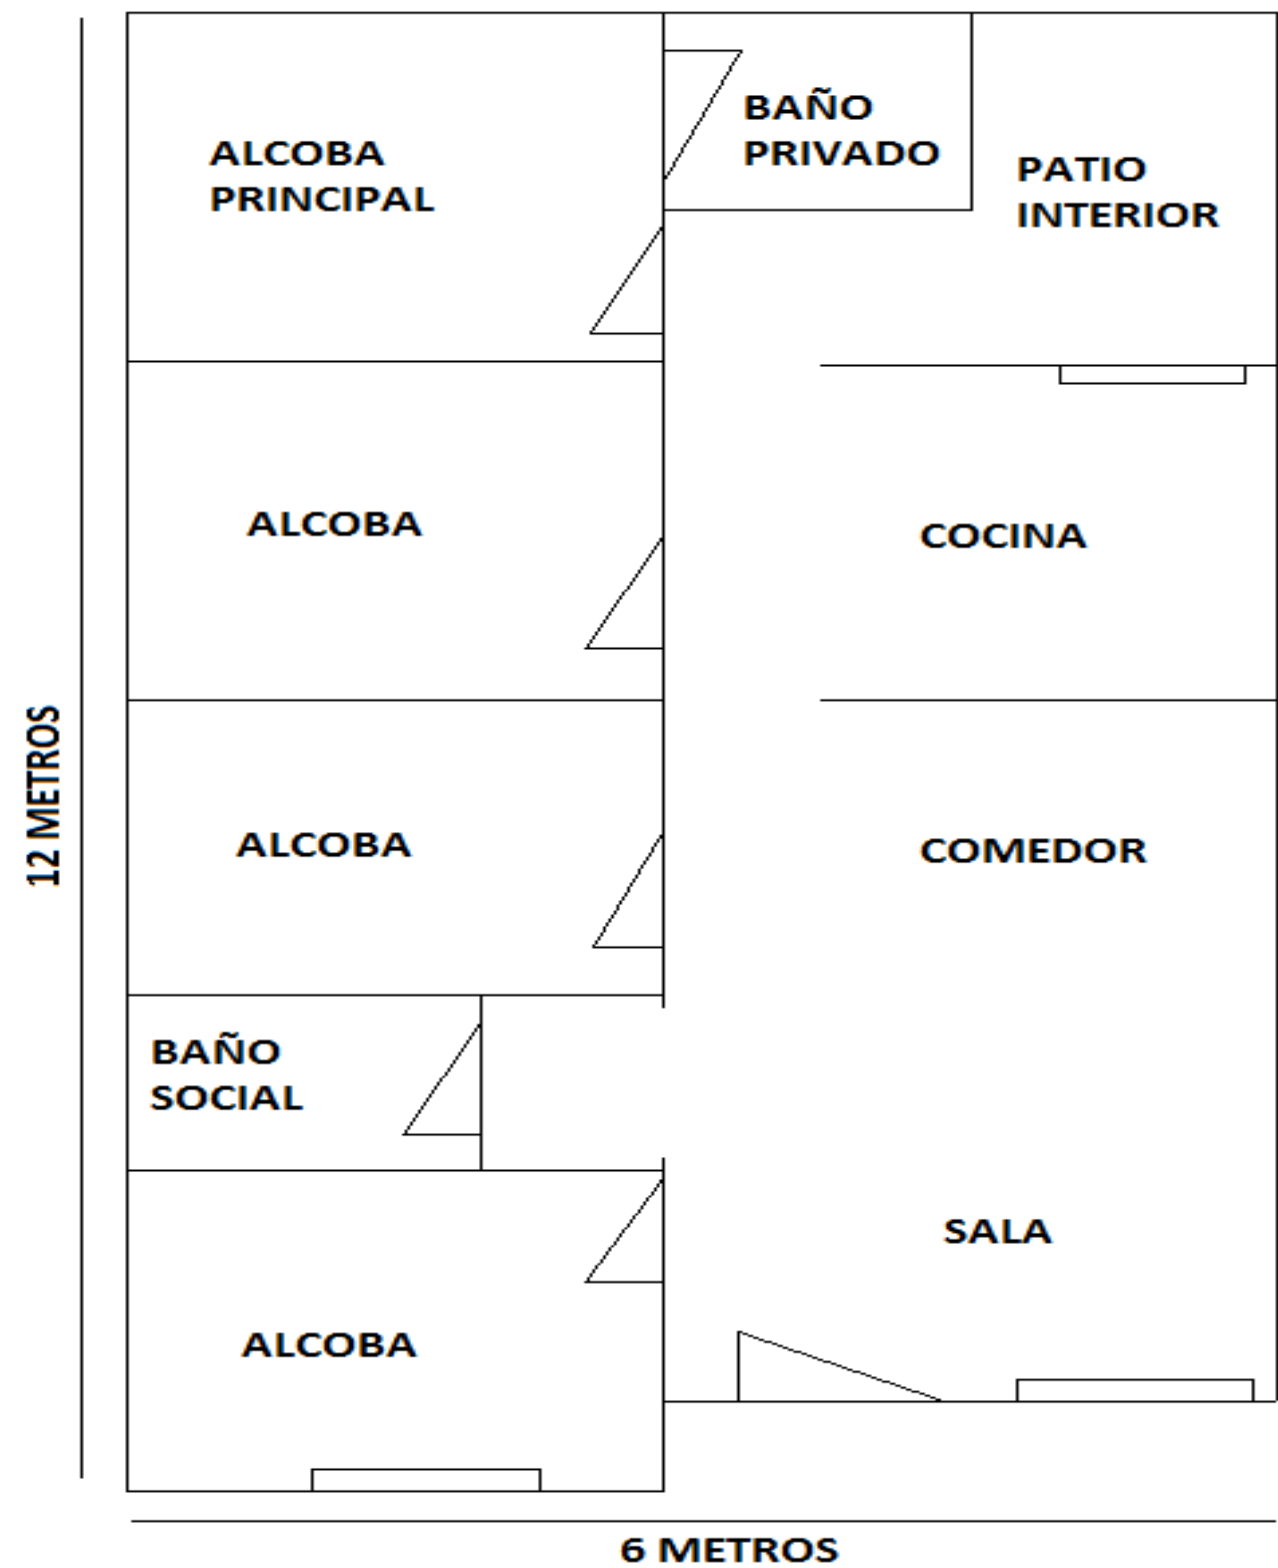 ALCOBA
PRINCIPAL
BAÑO
PRIVADO
PATIO
INTERIOR
ALCOBA
COCINA
12 METROS
ALCOBA
COMEDOR
BAÑO
SOCIAL
SALA
ALCOBA
6 METROS